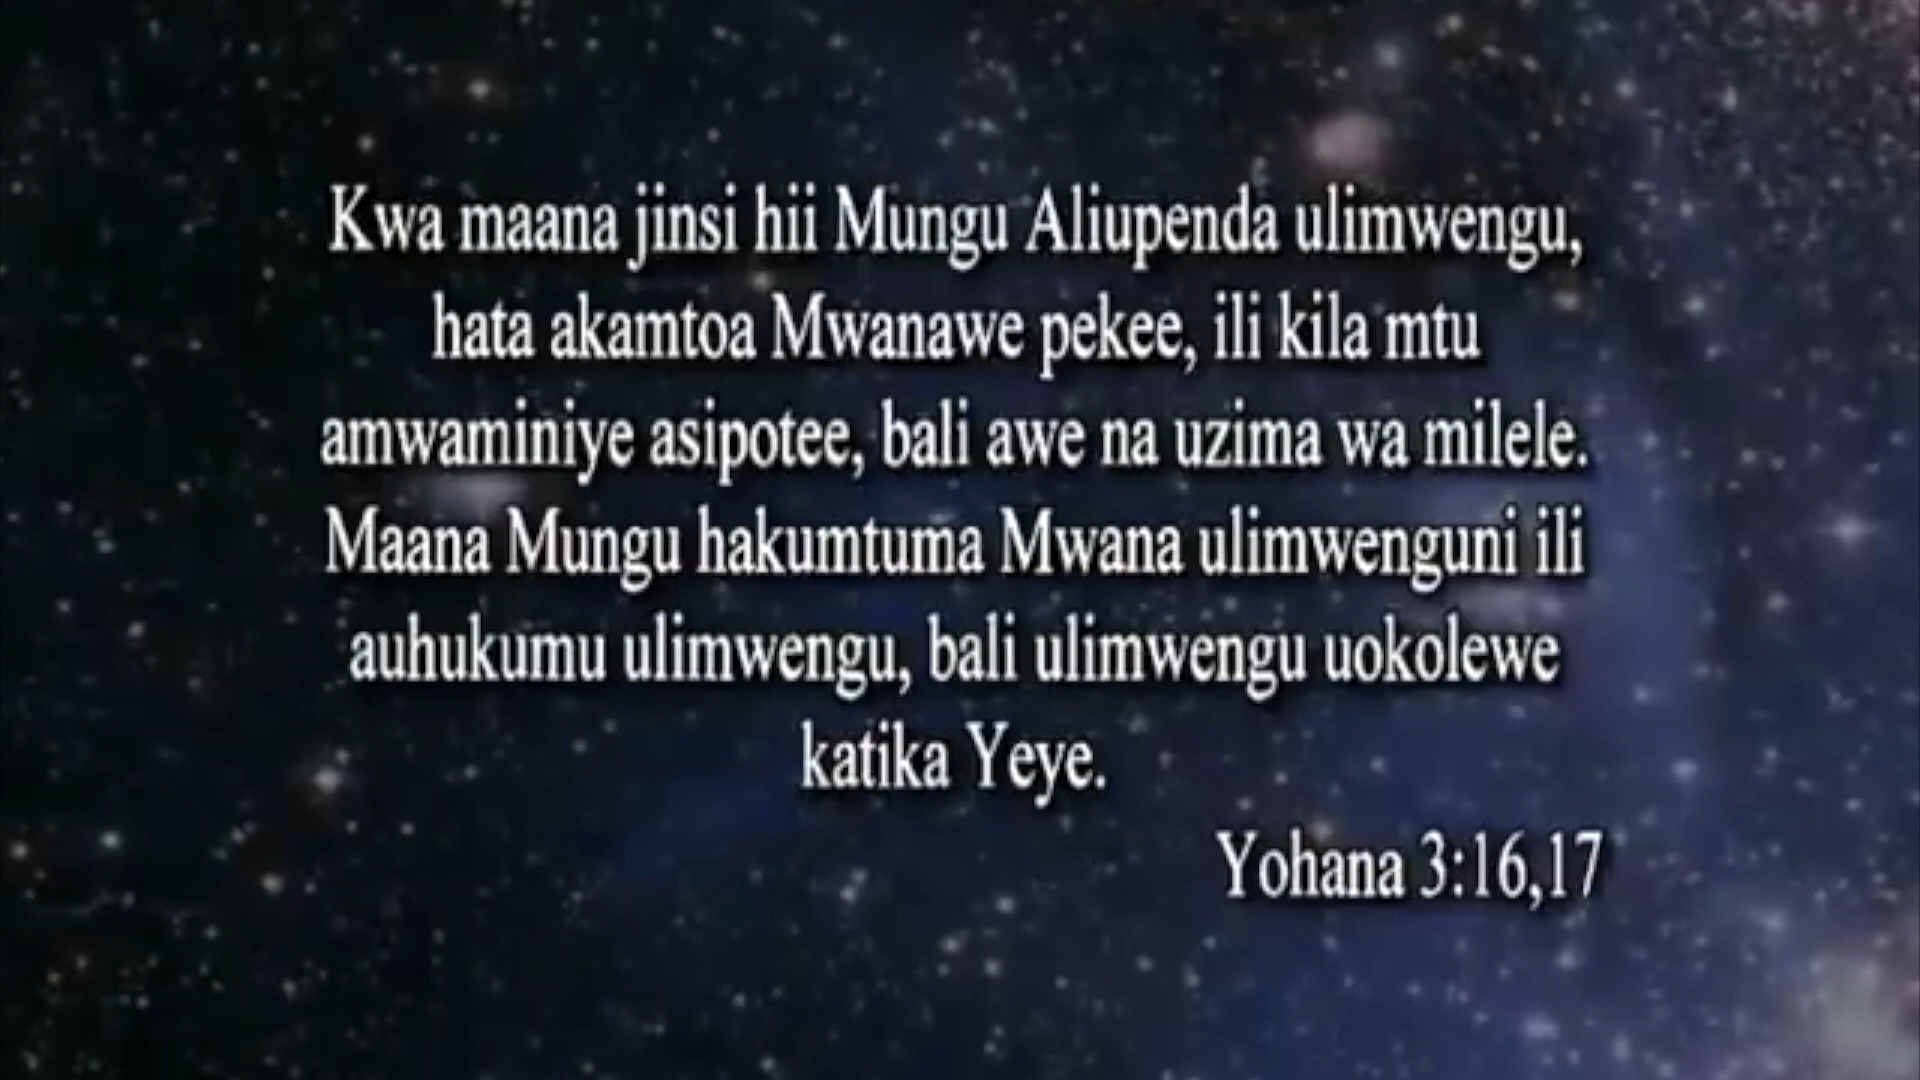 Kwa maana jinsi hii Mungu Aliupenda ulimwengu,
hata akamtoa Mwanawe pekee, ili kila mtu
amwaminiye asipotee, bali awe na uzima wa milele.
Maana Mungu hakumtuma Mwana ulimwenguni ili
auhukumu ulimwengu, bali ulimwengu uokolewe
katika Yeye.
Yohana 3:16,17